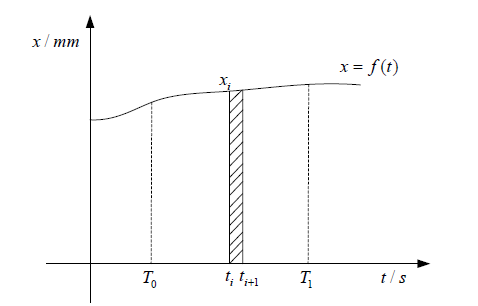 x / mm
x = f(t)
x_i
T_0
t_i t_{i+1}
T_1
t / s